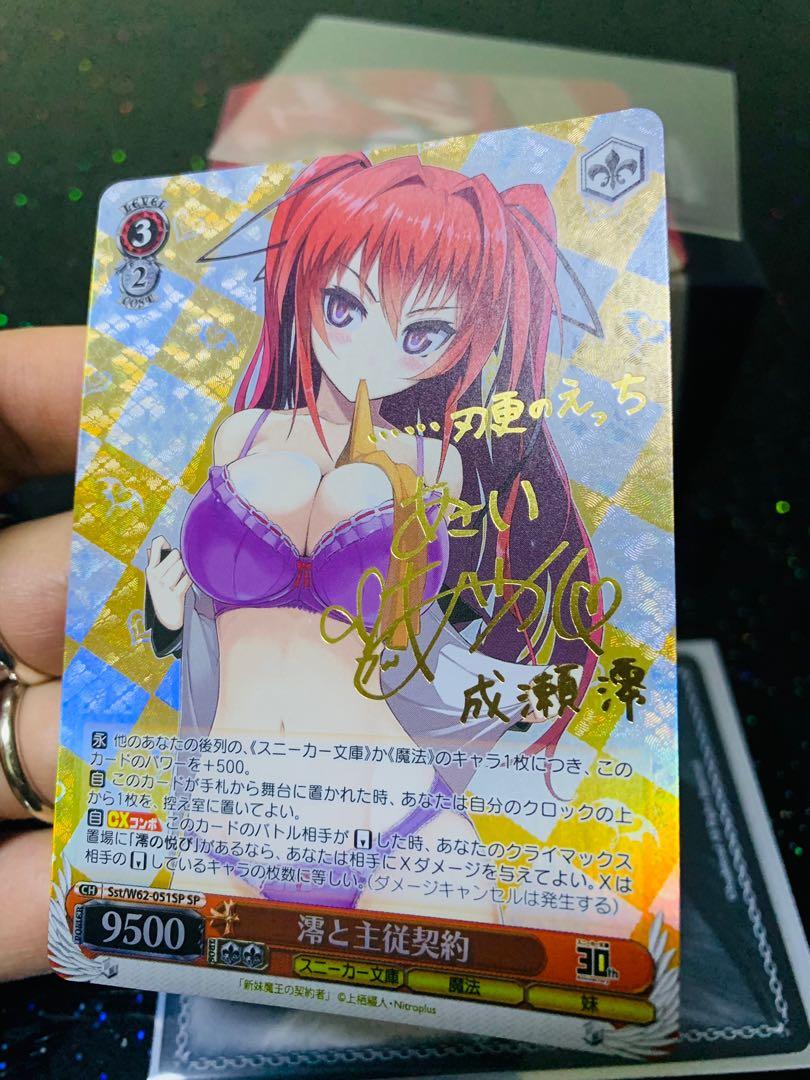 LEVEL
3
2
COST
……刃更のえっち
あさい
成瀬澪
永 他のあなたの後列の、《スニーカー文庫》か《魔法》のキャラ1枚につき、この
カードのパワーを+500。
自 このカードが手札から舞台に置かれた時、あなたは自分のクロックの上
から1枚を、控え室に置いてよい。
自 CXコンボ このカードのバトル相手が した時、あなたのクライマックス
置場に「澪の悦び」があるなら、あなたは相手にXダメージを与えてよい。Xは
相手の しているキャラの枚数に等しい。(ダメージキャンセルは発生する)
CH Sst/W62-051SP SP
9500
澪と主従契約
30th
スニーカー文庫 魔法 妹
「新妹魔王の契約者」 ©上栖綴人・Nitroplus